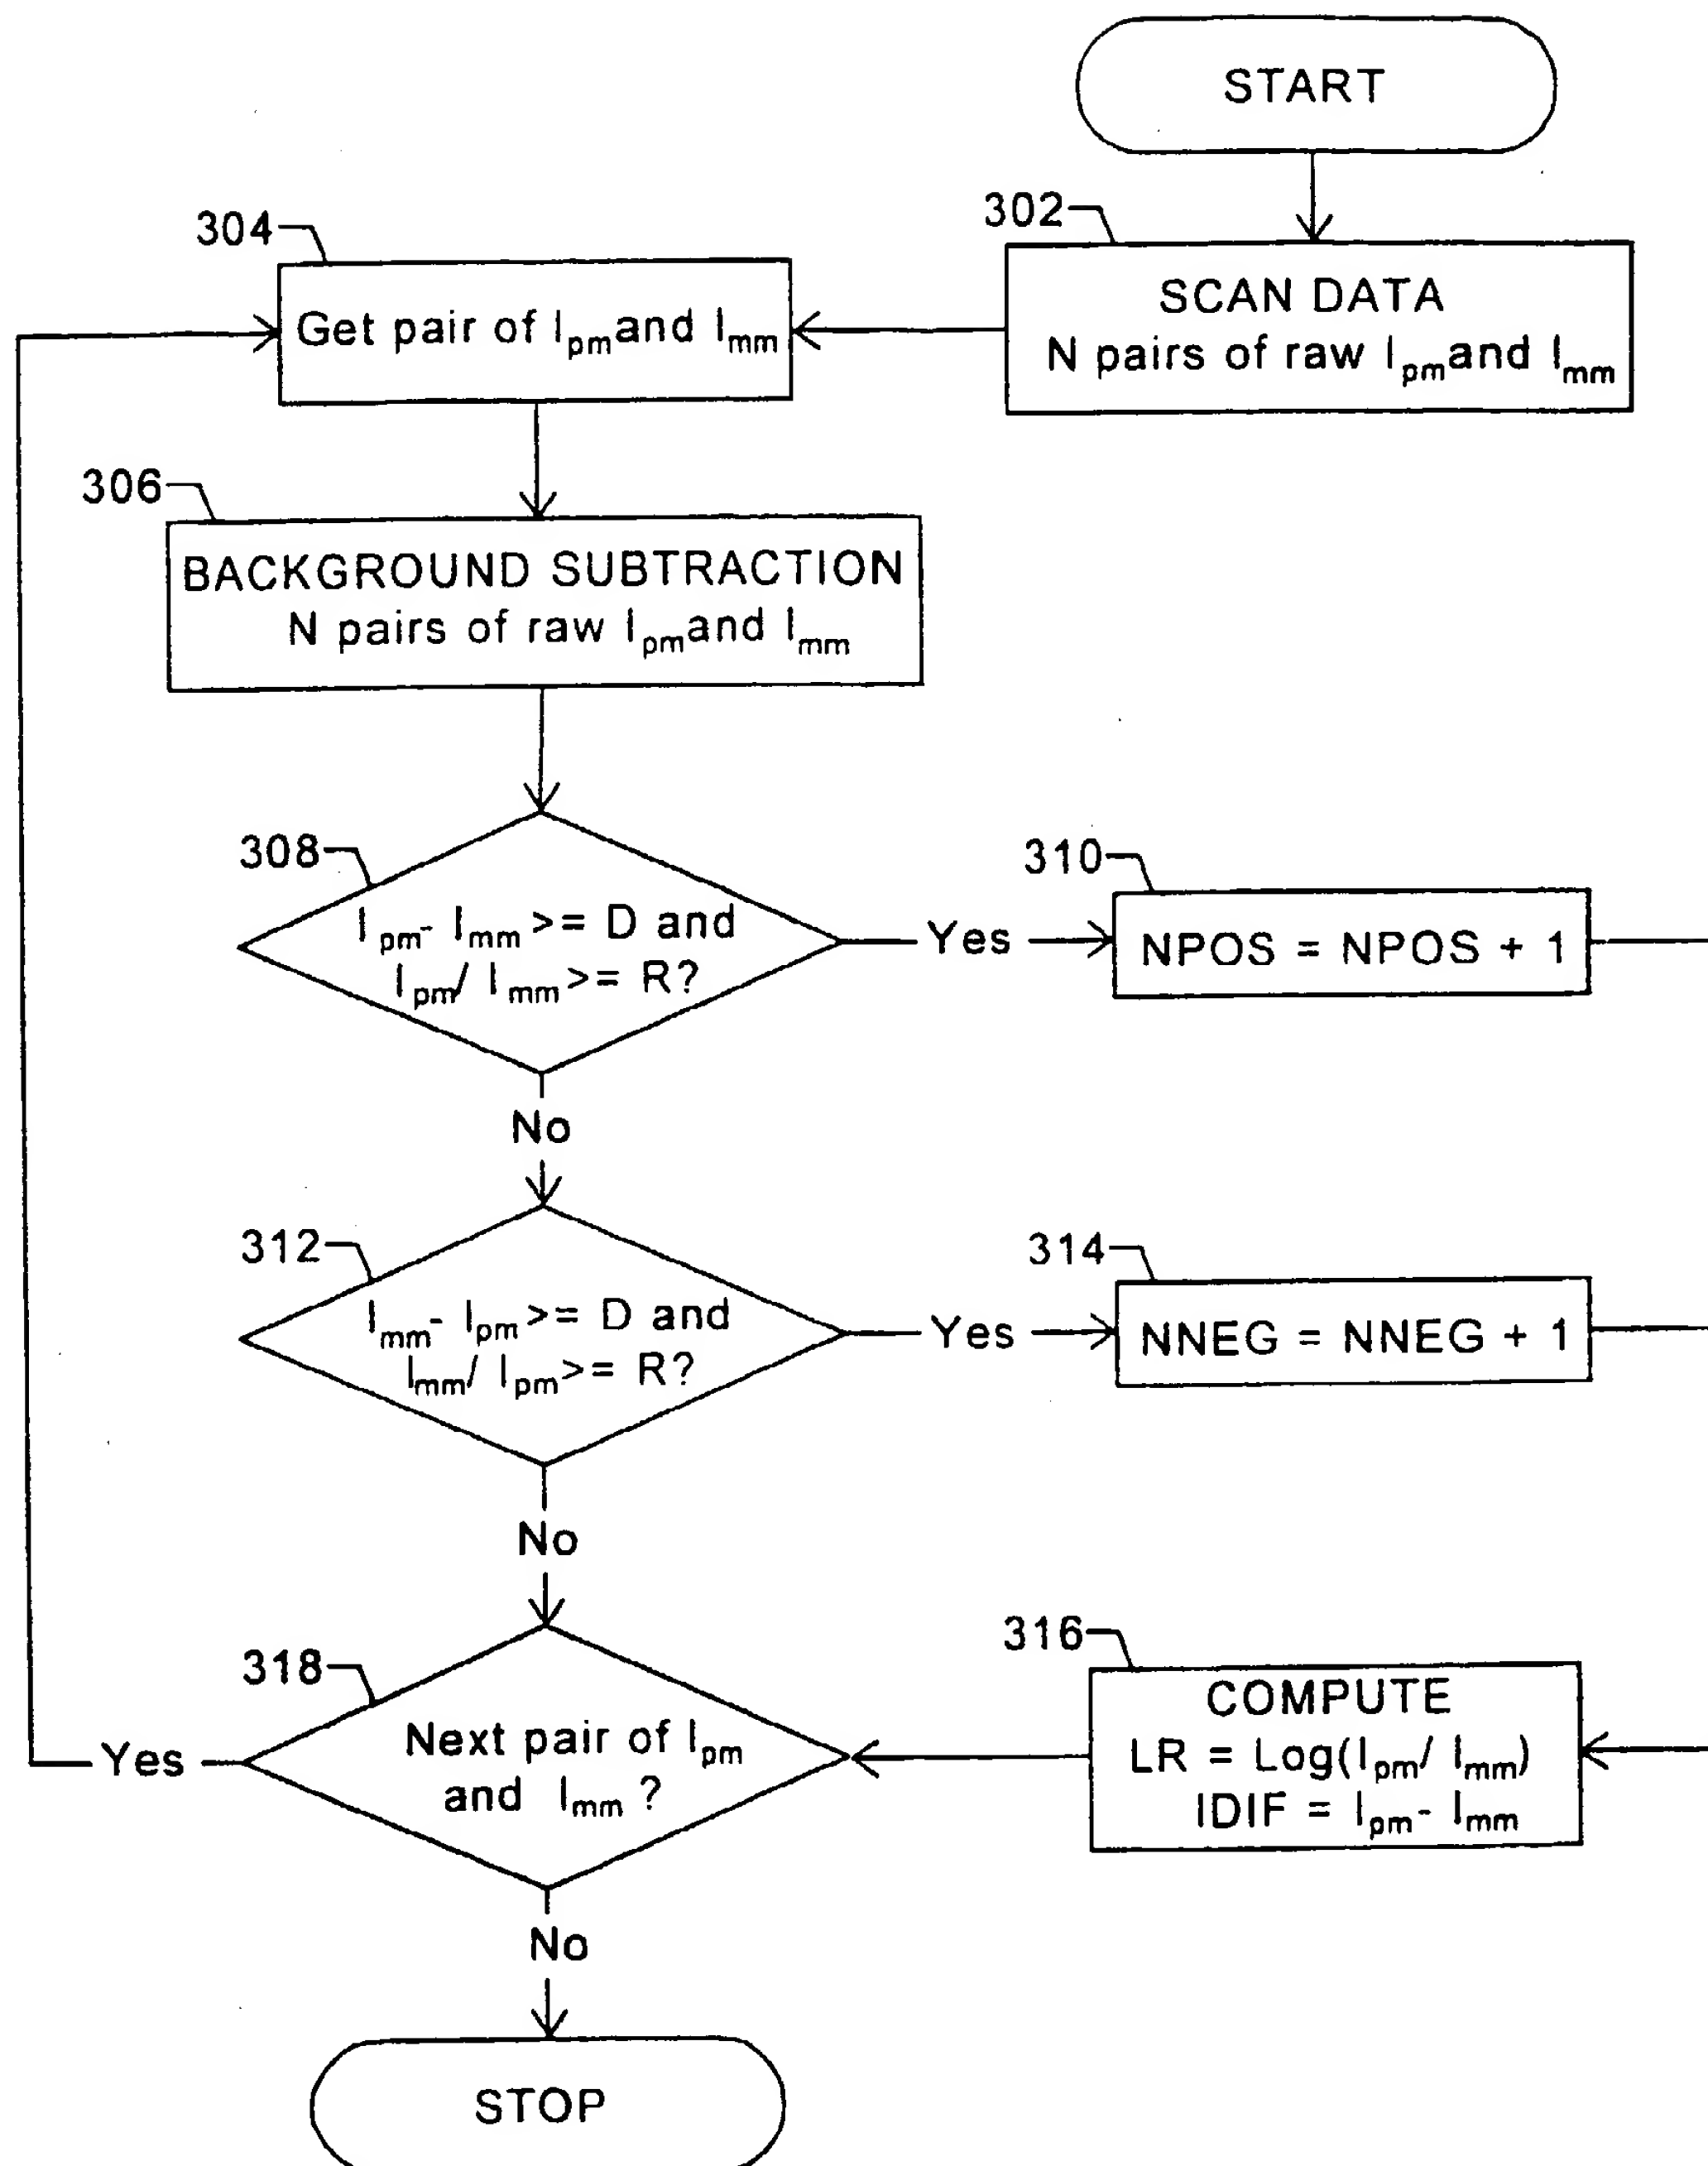 START
302
SCAN DATA
N pairs of raw Ipm and Imm
304
Get pair of Ipm and Imm
306
BACKGROUND SUBTRACTION
N pairs of raw Ipm and Imm
308
Ipm - Imm >= D and
Ipm / Imm >= R?
Yes
310
NPOS = NPOS + 1
No
312
Imm - Ipm >= D and
Imm / Ipm >= R?
Yes
314
NNEG = NNEG + 1
No
316
COMPUTE
LR = Log(Ipm / Imm)
IDIF = Ipm - Imm
318
Next pair of Ipm
and Imm ?
Yes
No
STOP